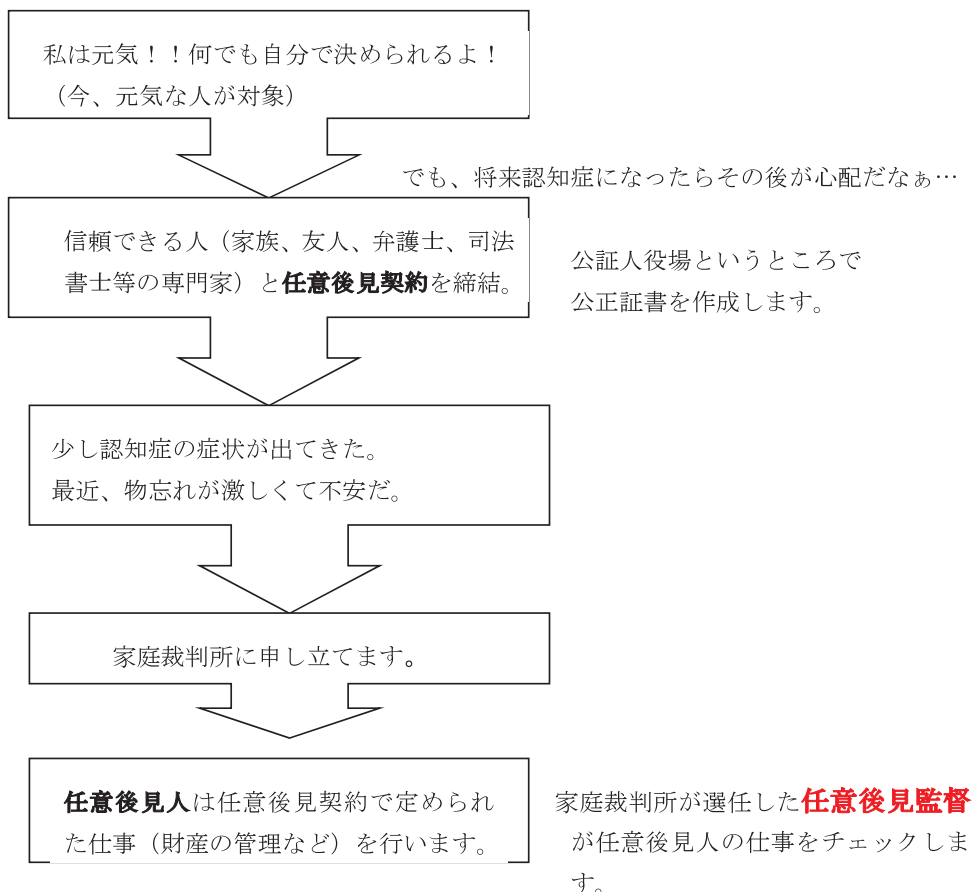 私は元気！！何でも自分で決められるよ！
（今、元気な人が対象）
でも、将来認知症になったらその後が心配だなぁ…
信頼できる人（家族、友人、弁護士、司法
書士等の専門家）と任意後見契約を締結。
公証人役場というところで
公正証書を作成します。
少し認知症の症状が出てきた。
最近、物忘れが激しくて不安だ。
家庭裁判所に申し立てます。
任意後見人は任意後見契約で定められ
た仕事（財産の管理など）を行います。
家庭裁判所が選任した任意後見監督
が任意後見人の仕事をチェックしま
す。